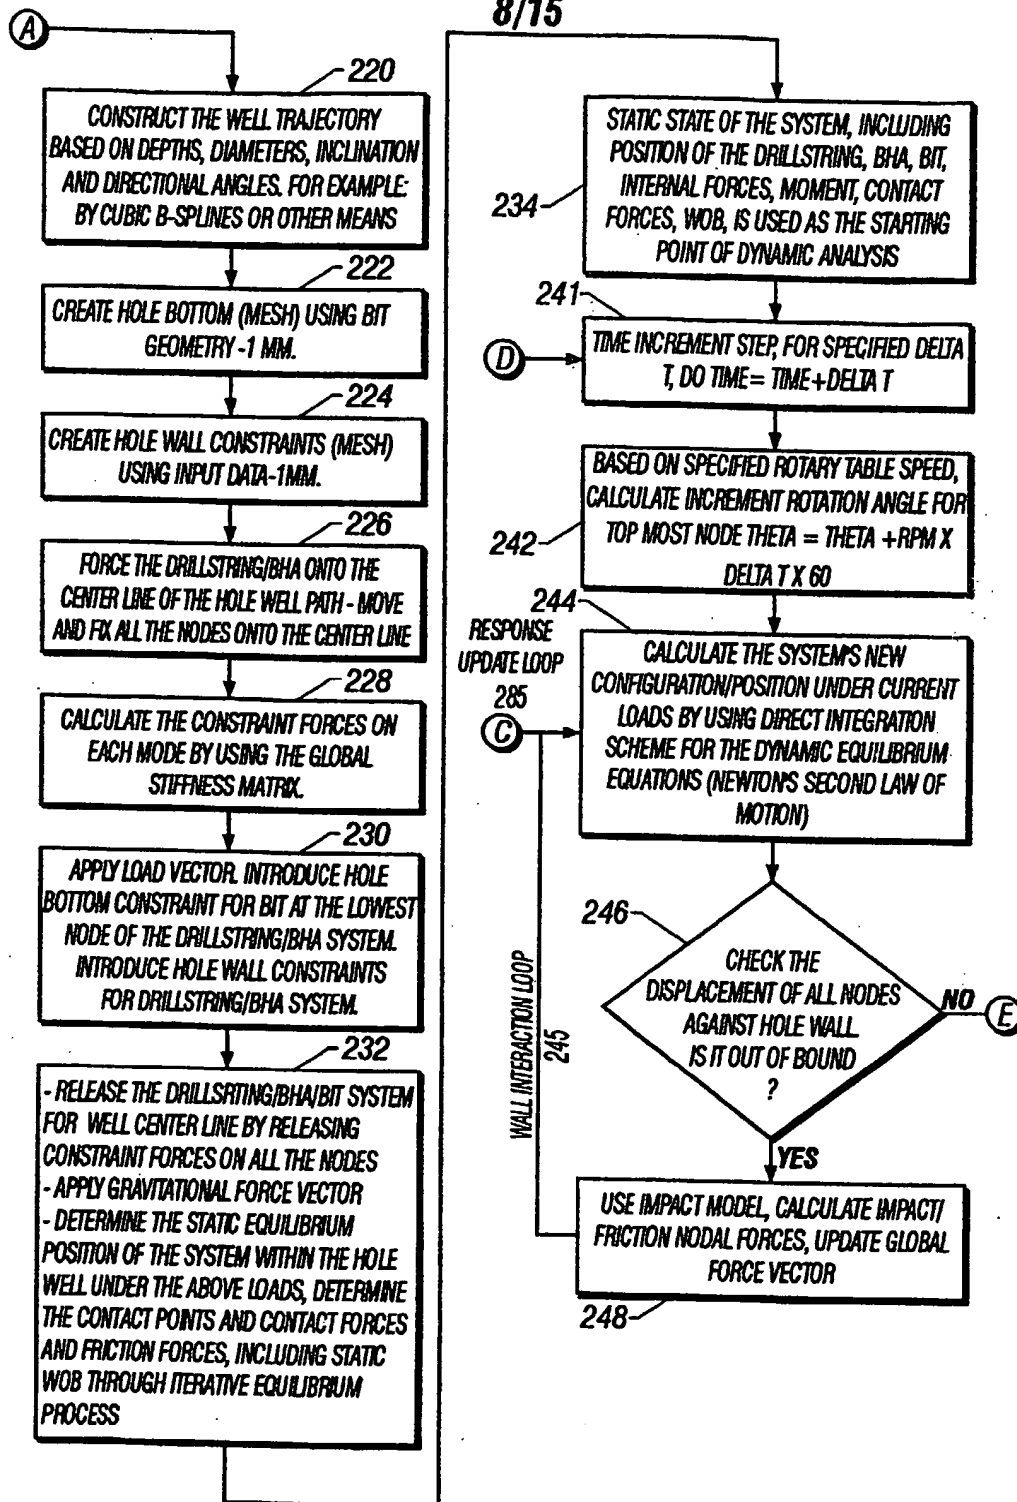 8/15
A
220
CONSTRUCT THE WELL TRAJECTORY
BASED ON DEPTHS, DIAMETERS, INCLINATION
AND DIRECTIONAL ANGLES. FOR EXAMPLE:
BY CUBIC B-SPLINES OR OTHER MEANS
222
CREATE HOLE BOTTOM (MESH) USING BIT
GEOMETRY -1 MM.
224
CREATE HOLE WALL CONSTRAINTS (MESH)
USING INPUT DATA-1MM.
226
FORCE THE DRILLSTRING/BHA ONTO THE
CENTER LINE OF THE HOLE WELL PATH - MOVE
AND FIX ALL THE NODES ONTO THE CENTER LINE
228
CALCULATE THE CONSTRAINT FORCES ON
EACH MODE BY USING THE GLOBAL
STIFFNESS MATRIX.
230
APPLY LOAD VECTOR. INTRODUCE HOLE
BOTTOM CONSTRAINT FOR BIT AT THE LOWEST
NODE OF THE DRILLSTRING/BHA SYSTEM.
INTRODUCE HOLE WALL CONSTRAINTS
FOR DRILLSTRING/BHA SYSTEM.
232
- RELEASE THE DRILLSRTING/BHA/BIT SYSTEM
FOR WELL CENTER LINE BY RELEASING
CONSTRAINT FORCES ON ALL THE NODES
- APPLY GRAVITATIONAL FORCE VECTOR
- DETERMINE THE STATIC EQUILIBRIUM
POSITION OF THE SYSTEM WITHIN THE HOLE
WELL UNDER THE ABOVE LOADS, DETERMINE
THE CONTACT POINTS AND CONTACT FORCES
AND FRICTION FORCES, INCLUDING STATIC
WOB THROUGH ITERATIVE EQUILIBRIUM
PROCESS
STATIC STATE OF THE SYSTEM, INCLUDING
POSITION OF THE DRILLSTRING, BHA, BIT,
INTERNAL FORCES, MOMENT, CONTACT
FORCES, WOB, IS USED AS THE STARTING
POINT OF DYNAMIC ANALYSIS
234
241
D
TIME INCREMENT STEP, FOR SPECIFIED DELTA
T, DO TIME = TIME+DELTA T
BASED ON SPECIFIED ROTARY TABLE SPEED,
CALCULATE INCREMENT ROTATION ANGLE FOR
TOP MOST NODE THETA = THETA +RPM X
DELTA T X 60
242
244
RESPONSE
UPDATE LOOP
285
C
CALCULATE THE SYSTEM'S NEW
CONFIGURATION/POSITION UNDER CURRENT
LOADS BY USING DIRECT INTEGRATION
SCHEME FOR THE DYNAMIC EQUILIBRIUM
EQUATIONS (NEWTON'S SECOND LAW OF
MOTION)
246
CHECK THE
DISPLACEMENT OF ALL NODES
AGAINST HOLE WALL
IS IT OUT OF BOUND
?
NO
E
WALL INTERACTION LOOP
245
YES
USE IMPACT MODEL, CALCULATE IMPACT/
FRICTION NODAL FORCES, UPDATE GLOBAL
FORCE VECTOR
248